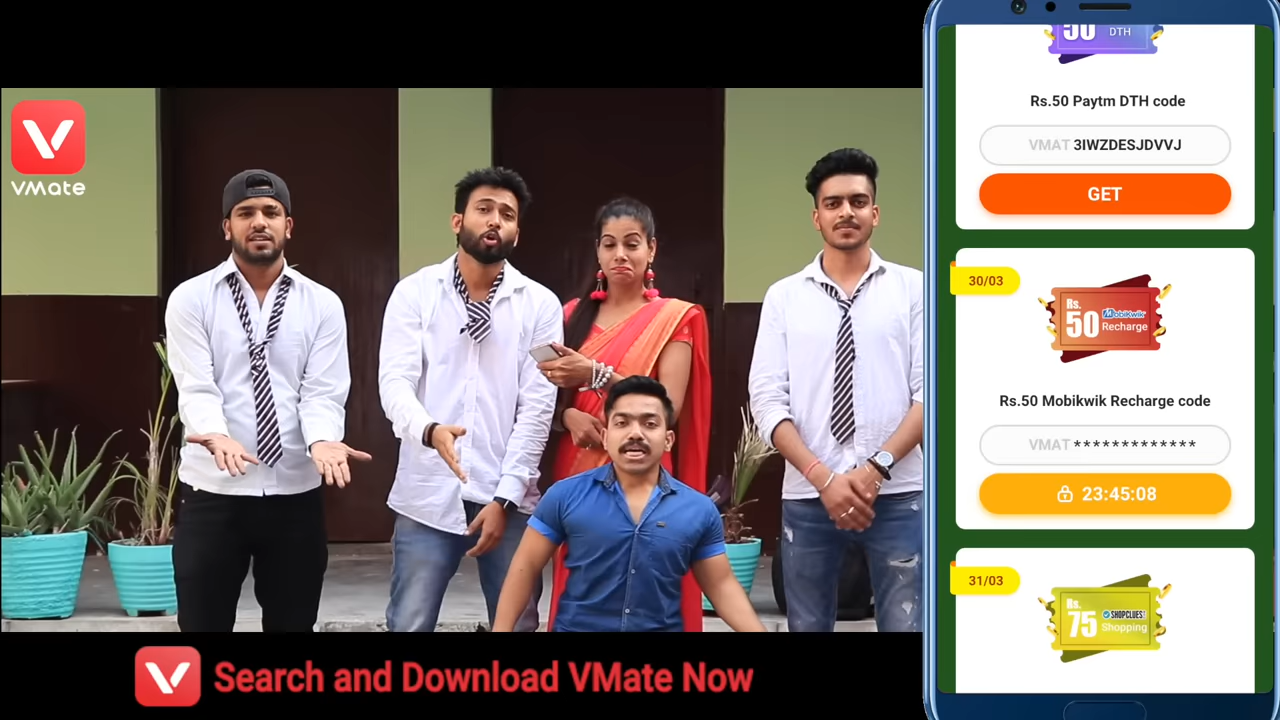 VMate
Search and Download VMate Now
50
DTH
Rs.50 Paytm DTH code
VMAT 3IWZDESJDVVJ
GET
30/03
Rs.
50
MobiKwik
Recharge
Rs.50 Mobikwik Recharge code
VMAT *************
23:45:08
31/03
Rs.
75
SHOPCLUES
Shopping